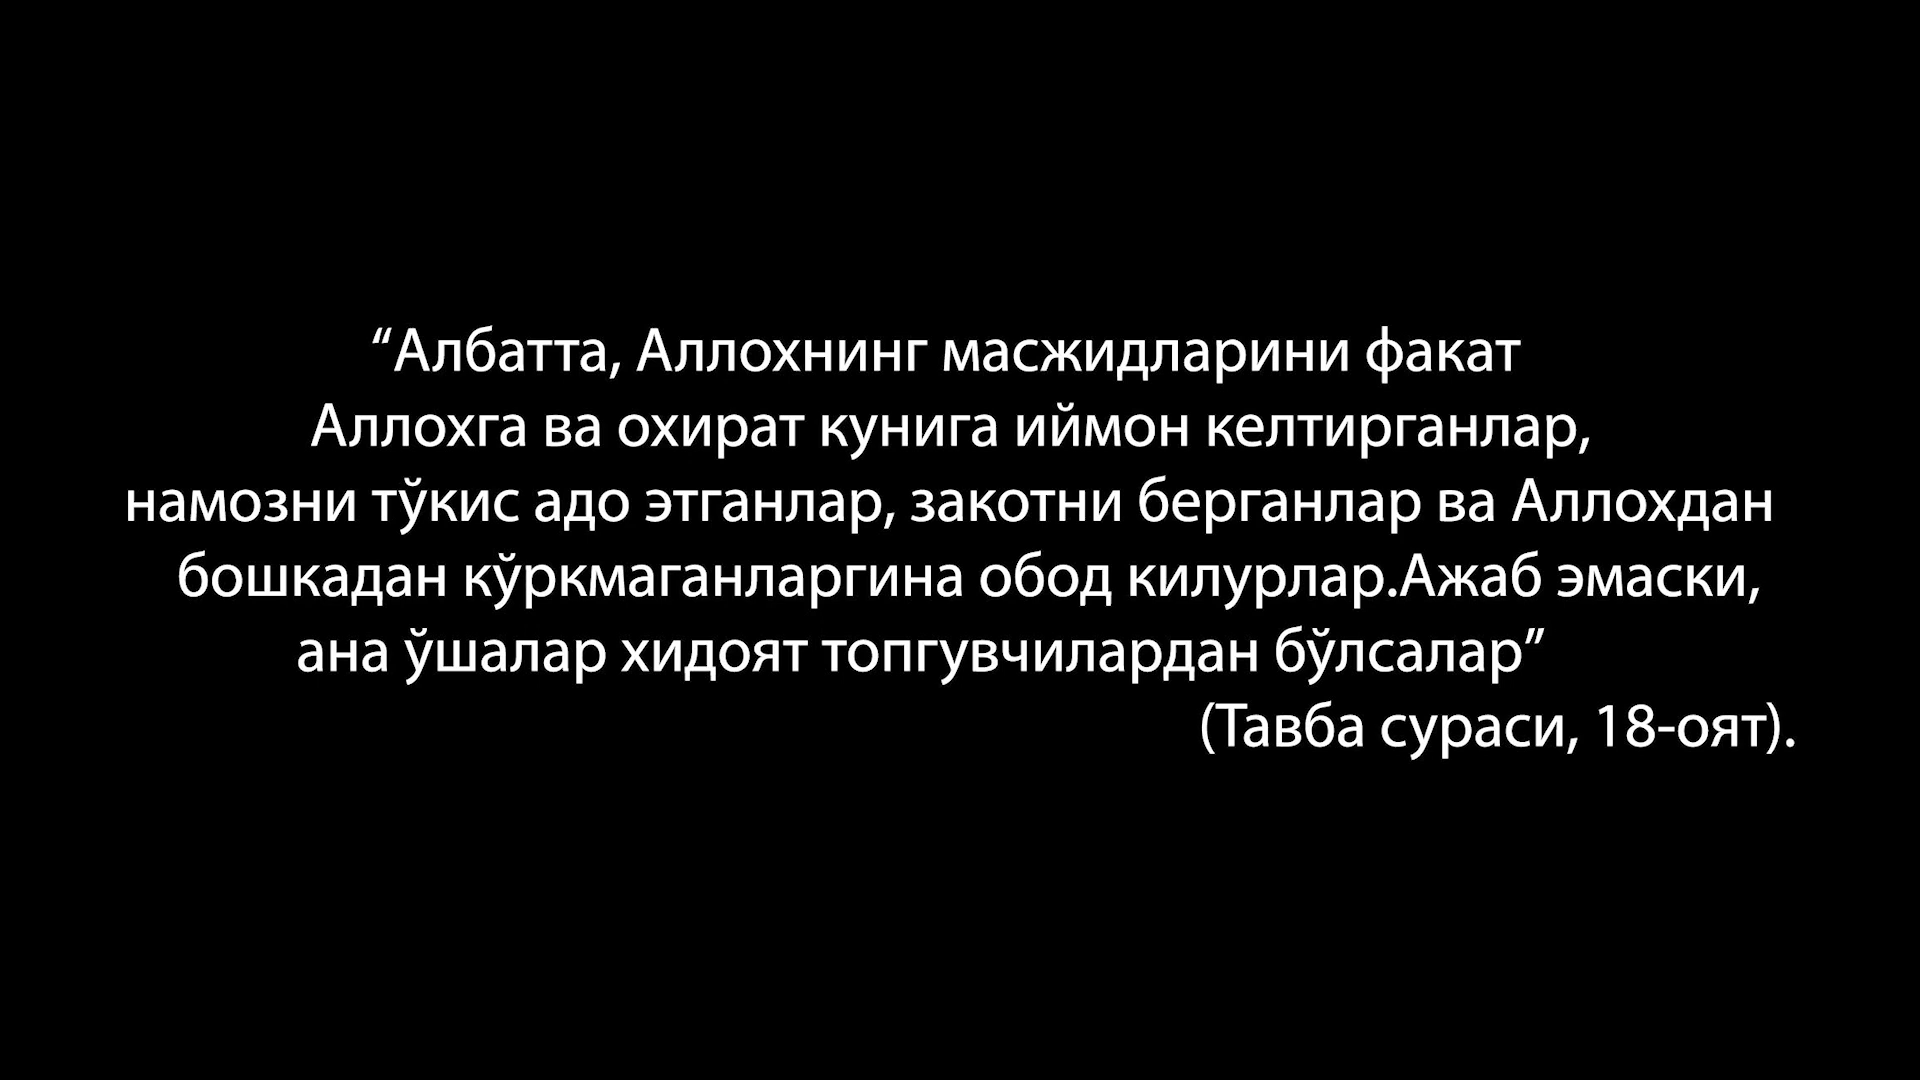 “Албатта, Аллохнинг масжидларини факат
Аллохга ва охират кунига иймон келтирганлар,
намозни тўкис адо этганлар, закотни берганлар ва Аллохдан
бошкадан кўркмаганларгина обод килурлар.Ажаб эмаски,
ана ўшалар хидоят топгувчилардан бўлсалар”
(Тавба сураси, 18-оят).